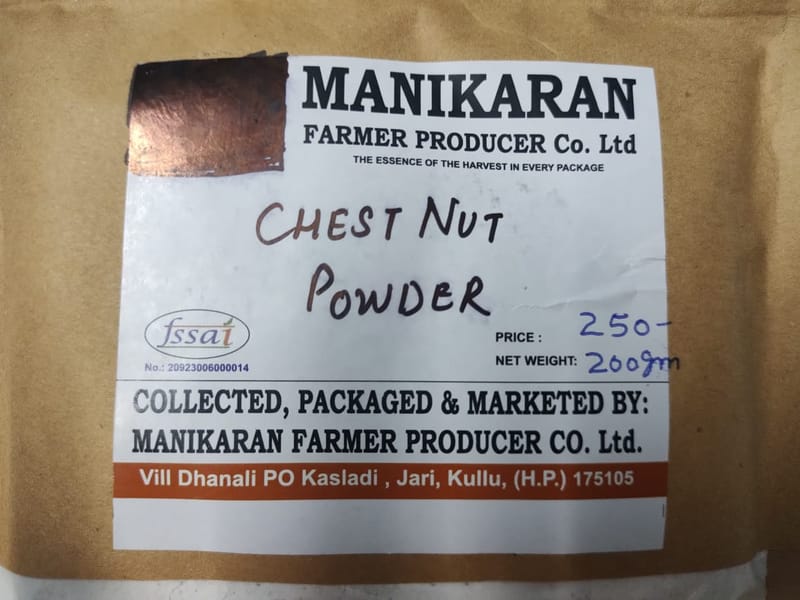 MANIKARAN
FARMER PRODUCER Co. Ltd
THE ESSENCE OF THE HARVEST IN EVERY PACKAGE
CHEST NUT
POWDER
fssai
No.: 20923006000014
PRICE : 250-
NET WEIGHT: 200gm
COLLECTED, PACKAGED & MARKETED BY:
MANIKARAN FARMER PRODUCER CO. Ltd.
Vill Dhanali PO Kasladi , Jari, Kullu, (H.P.) 175105